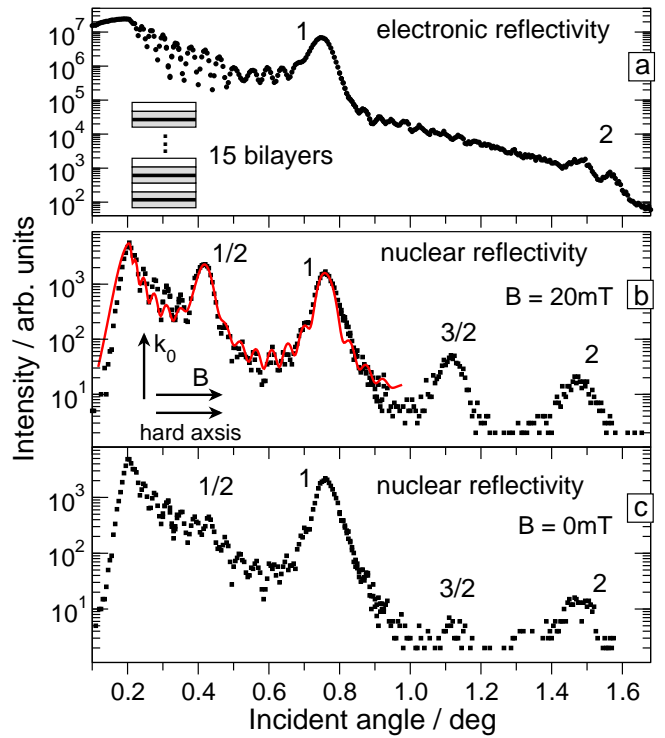 Intensity / arb. units
10^7
10^6
10^5
10^4
10^3
10^2
1
electronic reflectivity
a
2
15 bilayers
10^3
10^2
10^1
1/2
1
nuclear reflectivity
b
B = 20mT
3/2
2
k_0
B
hard axsis
10^3
10^2
10^1
1/2
1
nuclear reflectivity
c
B = 0mT
3/2
2
0.2 0.4 0.6 0.8 1.0 1.2 1.4 1.6
Incident angle / deg